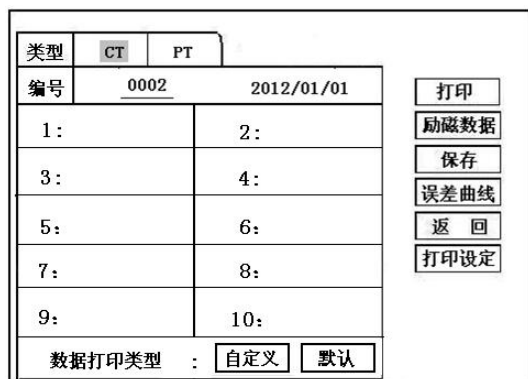 类型 CT PT
编号 0002 2012/01/01
1: 2:
3: 4:
5: 6:
7: 8:
9: 10:
数据打印类型 : 自定义 默认
打印
励磁数据
保存
误差曲线
返 回
打印设定